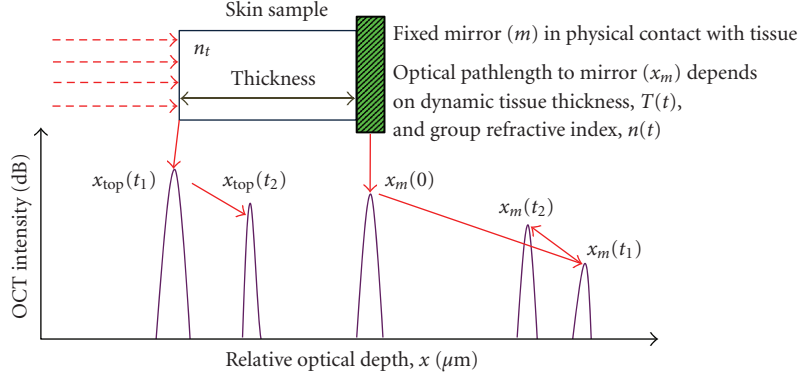 Skin sample
n_t
Fixed mirror (m) in physical contact with tissue
Thickness
Optical pathlength to mirror (x_m) depends
on dynamic tissue thickness, T(t),
and group refractive index, n(t)
OCT intensity (dB)
x_top(t_1)
x_top(t_2)
x_m(0)
x_m(t_2)
x_m(t_1)
Relative optical depth, x (μm)